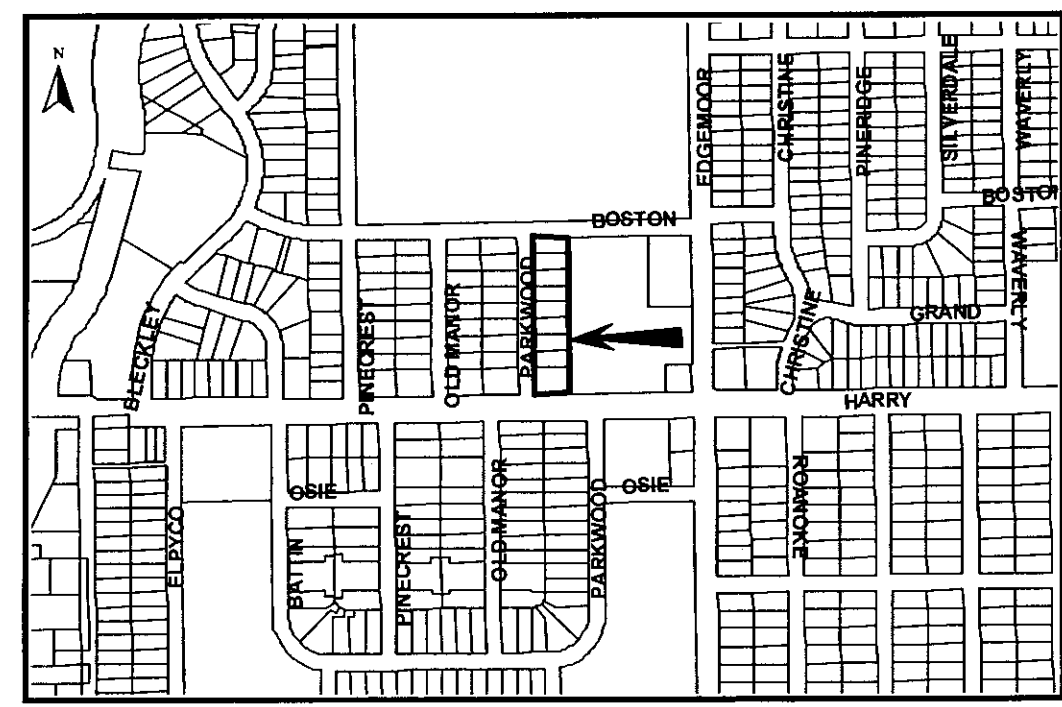 N
EDGEMOOR
CHRISTINE
PINERIDGE
SILVERDALE
WAVERLY
BOSTON
BOSTON
WAVERLY
BLECKLEY
PINECREST
OLD MANOR
PARKWOOD
CHRISTINE
GRAND
HARRY
ELPYCO
OSIE
BATTIN
PINECREST
OLD MANOR
PARKWOOD
OSIE
ROANOKE